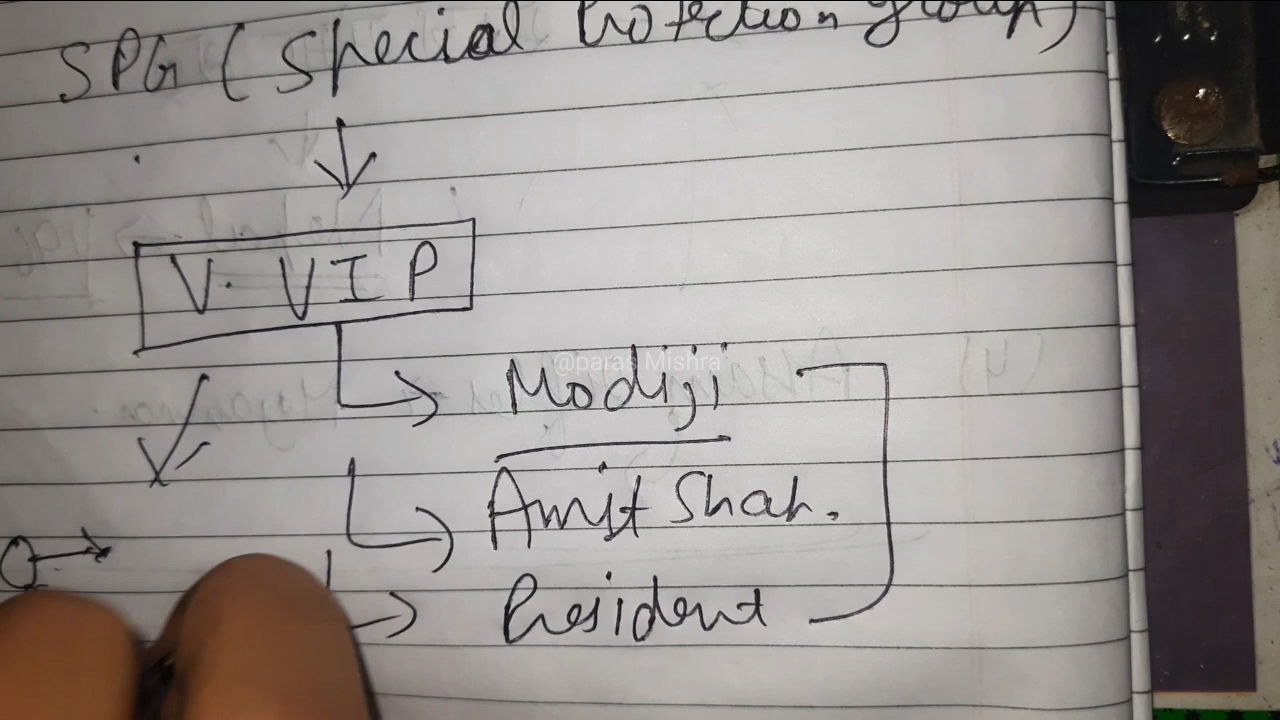 SPG (Special Protection group)
V. VIP
@paras Mishra
Modiji
Amit Shah.
President